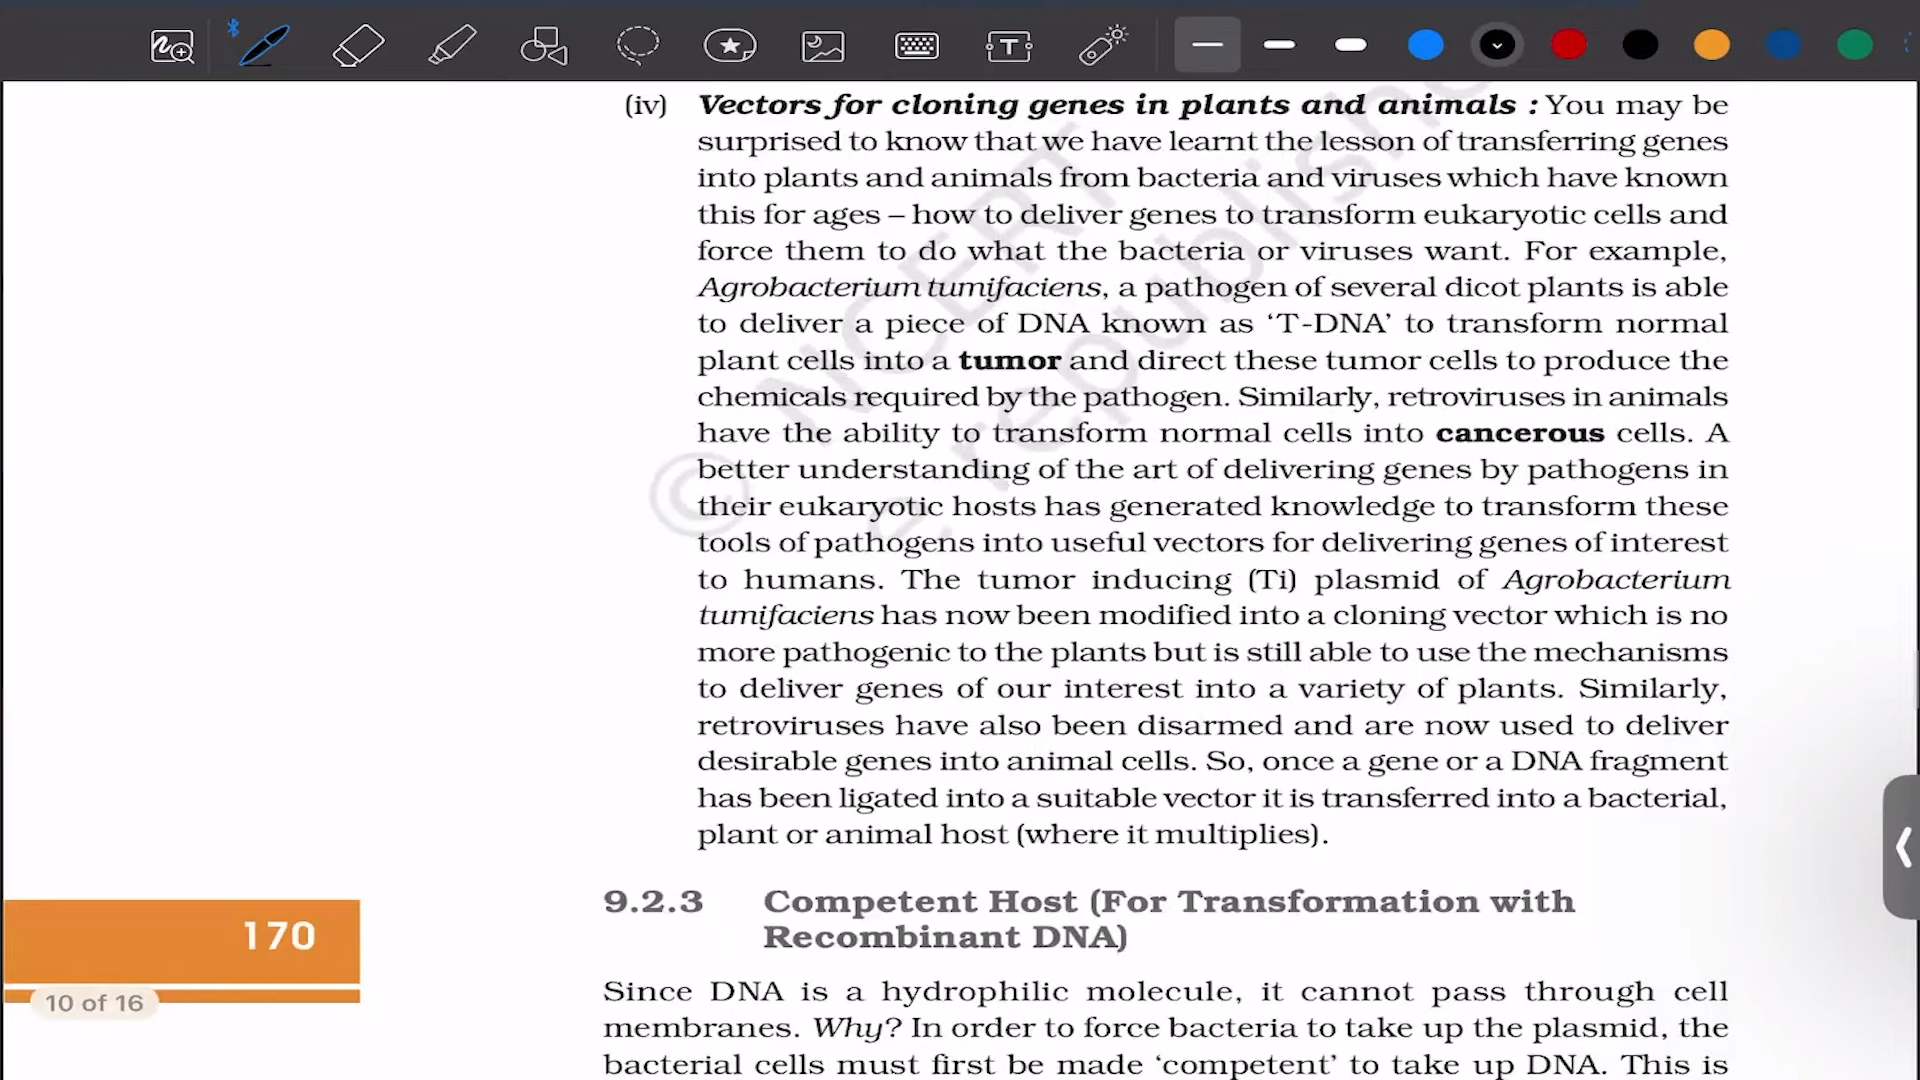 (iv) Vectors for cloning genes in plants and animals : You may be
surprised to know that we have learnt the lesson of transferring genes
into plants and animals from bacteria and viruses which have known
this for ages – how to deliver genes to transform eukaryotic cells and
force them to do what the bacteria or viruses want. For example,
Agrobacterium tumifaciens, a pathogen of several dicot plants is able
to deliver a piece of DNA known as ‘T-DNA’ to transform normal
plant cells into a tumor and direct these tumor cells to produce the
chemicals required by the pathogen. Similarly, retroviruses in animals
have the ability to transform normal cells into cancerous cells. A
better understanding of the art of delivering genes by pathogens in
their eukaryotic hosts has generated knowledge to transform these
tools of pathogens into useful vectors for delivering genes of interest
to humans. The tumor inducing (Ti) plasmid of Agrobacterium
tumifaciens has now been modified into a cloning vector which is no
more pathogenic to the plants but is still able to use the mechanisms
to deliver genes of our interest into a variety of plants. Similarly,
retroviruses have also been disarmed and are now used to deliver
desirable genes into animal cells. So, once a gene or a DNA fragment
has been ligated into a suitable vector it is transferred into a bacterial,
plant or animal host (where it multiplies).
9.2.3 Competent Host (For Transformation with
Recombinant DNA)
170
10 of 16
Since DNA is a hydrophilic molecule, it cannot pass through cell
membranes. Why? In order to force bacteria to take up the plasmid, the
bacterial cells must first be made ‘competent’ to take up DNA. This is
© NCERT
republishe
T